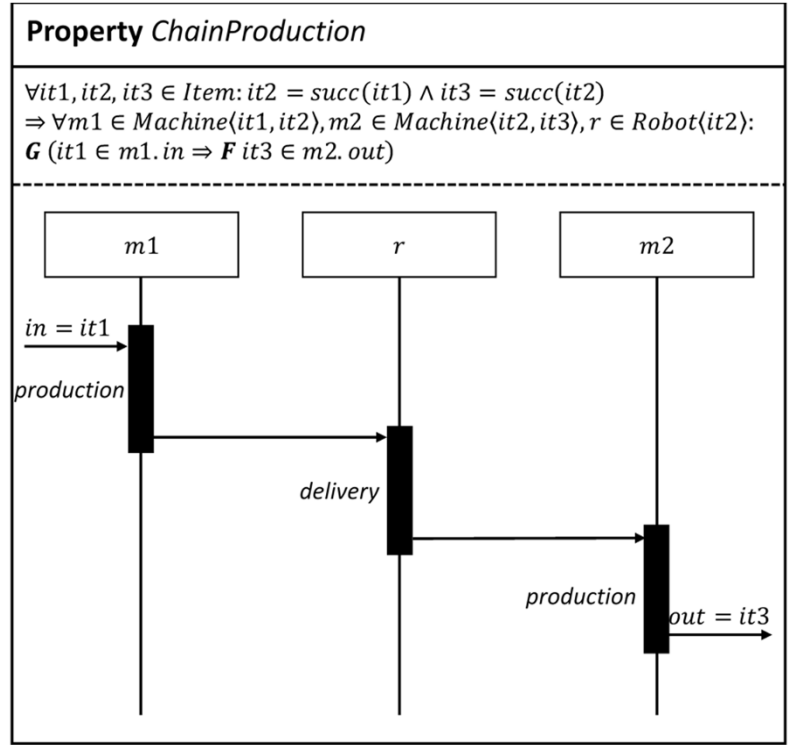 Property ChainProduction
∀it1, it2, it3 ∈ Item: it2 = succ(it1) ∧ it3 = succ(it2)
⇒ ∀m1 ∈ Machine⟨it1, it2⟩, m2 ∈ Machine⟨it2, it3⟩, r ∈ Robot⟨it2⟩:
G (it1 ∈ m1. in ⇒ F it3 ∈ m2. out)
m1
r
m2
in = it1
production
delivery
production
out = it3